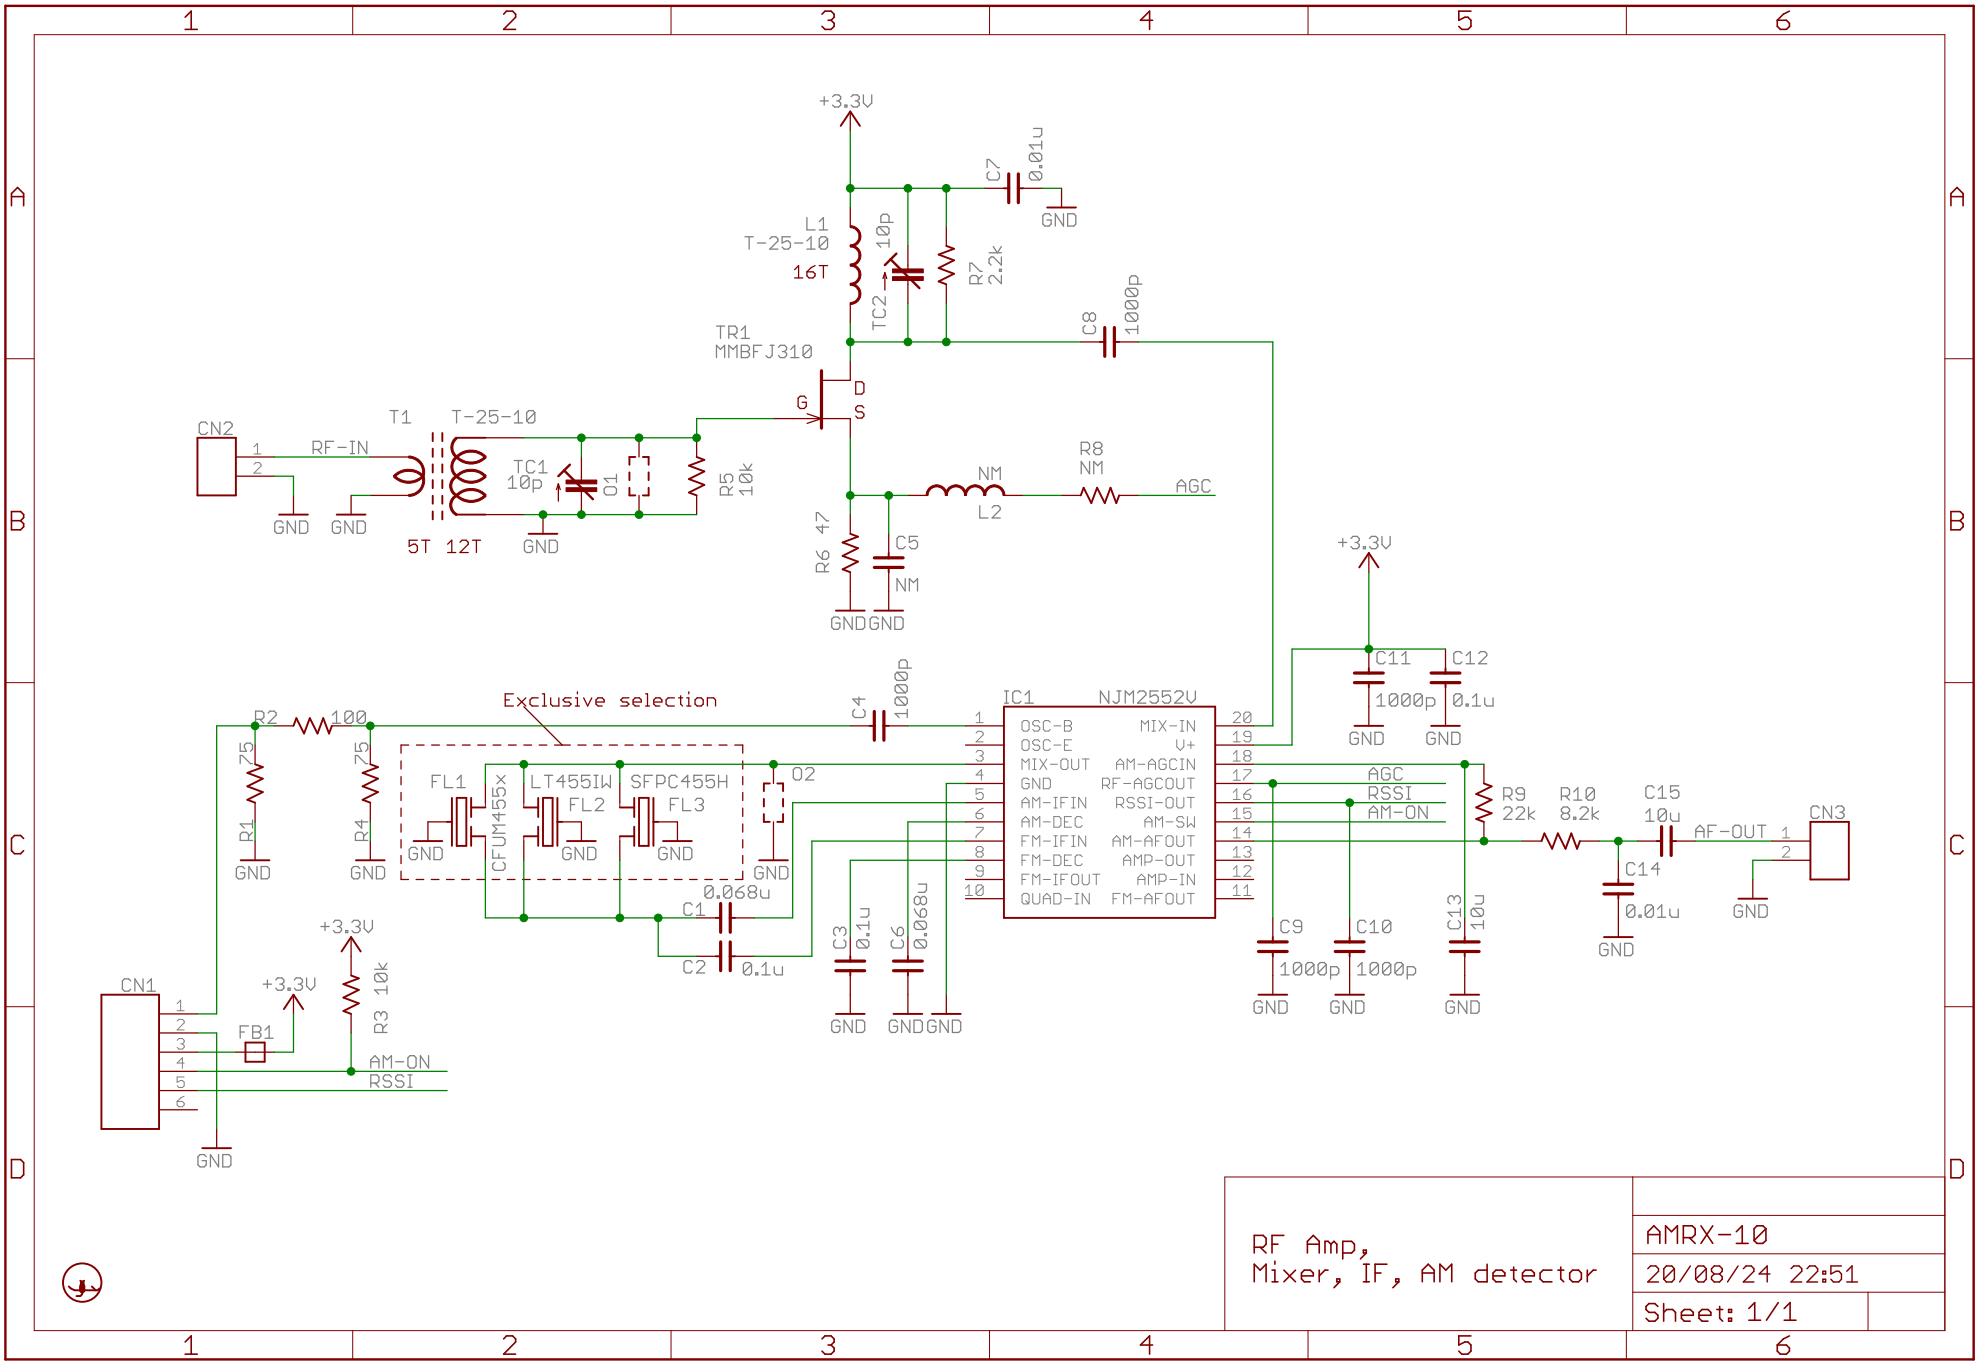 1 2 3 4 5 6
A A
+3.3V
C7
0.01u
GND
L1
T-25-10
16T
10p
TC2
R7
2.2k
C8
1000p
TR1
MMBFJ310
G
D
S
B B
CN2
1
2
RF-IN
GND
GND
T1
T-25-10
5T 12T
TC1
10p
O1
R5
10k
GND
R6 47
GND
C5
NM
GND
NM
L2
R8
NM
AGC
+3.3V
C11
1000p
GND
C12
0.1u
GND
C C
R2 100
R1 75
GND
R4 75
GND
Exclusive selection
FL1
CFUM455x
GND
LT455IW
FL2
GND
SFPC455H
FL3
GND
O2
GND
0.068u
C1
C2
0.1u
C4
1000p
C3
0.1u
GND
C6
0.068u
GND
GND
IC1
NJM2552V
1 OSC-B MIX-IN 20
2 OSC-E V+ 19
3 MIX-OUT AM-AGCIN 18
4 GND RF-AGCOUT 17
5 AM-IFIN RSSI-OUT 16
6 AM-DEC AM-SW 15
7 FM-IFIN AM-AFOUT 14
8 FM-DEC AMP-OUT 13
9 FM-IFOUT AMP-IN 12
10 QUAD-IN FM-AFOUT 11
AGC
RSSI
AM-ON
R9
22k
R10
8.2k
C15
10u
AF-OUT
CN3
1
2
GND
C14
0.01u
GND
C9
1000p
GND
C10
1000p
GND
C13
10u
GND
+3.3V
R3 10k
+3.3V
FB1
CN1
1
2
3
4
5
6
AM-ON
RSSI
GND
D D
RF Amp,
Mixer, IF, AM detector
AMRX-10
20/08/24 22:51
Sheet: 1/1
1 2 3 4 5 6